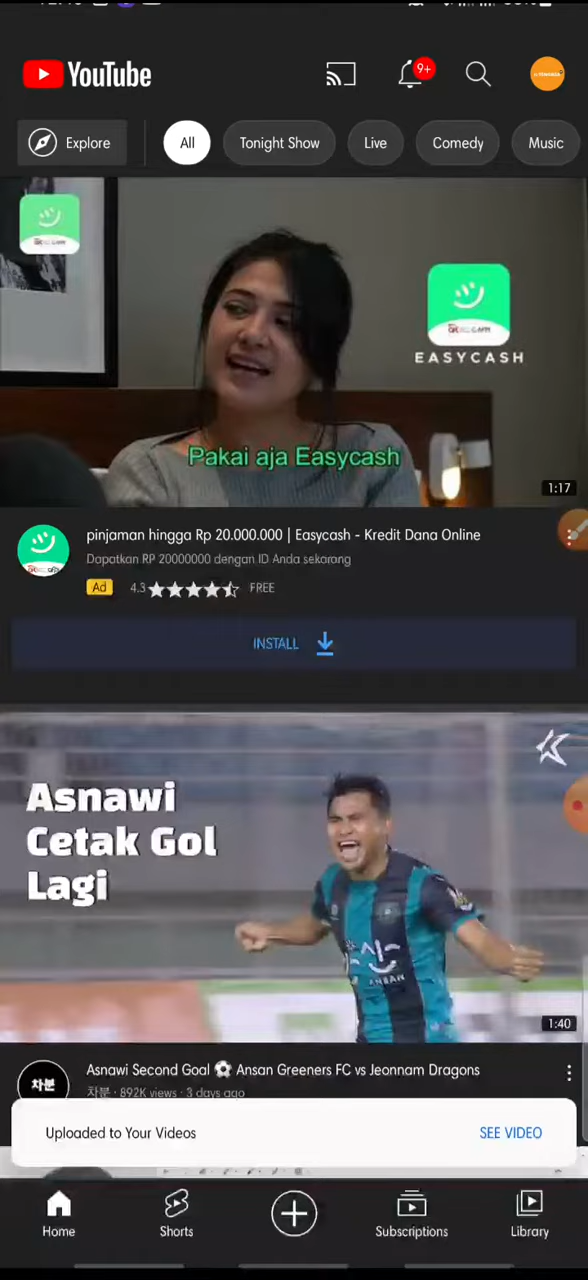 YouTube
9+
Explore
All
Tonight Show
Live
Comedy
Music
EASYCASH
Pakai aja Easycash
1:17
pinjaman hingga Rp 20.000.000 | Easycash - Kredit Dana Online
Dapatkan RP 20000000 dengan ID Anda sekarang
Ad 4.3 FREE
INSTALL
Asnawi
Cetak Gol
Lagi
ANSAN
1:40
차분
Asnawi Second Goal ⚽ Ansan Greeners FC vs Jeonnam Dragons
차분 · 892K views · 3 days ago
Uploaded to Your Videos
SEE VIDEO
Home
Shorts
Subscriptions
Library